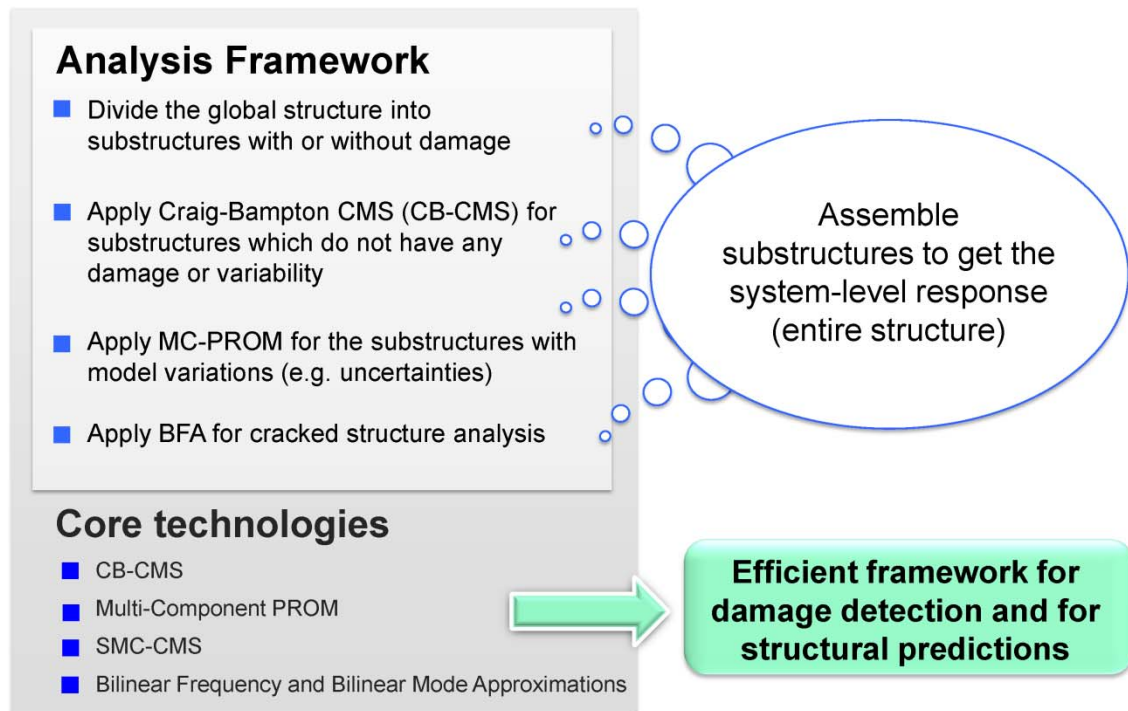 Analysis Framework
Divide the global structure into
substructures with or without damage
Apply Craig-Bampton CMS (CB-CMS) for
substructures which do not have any
damage or variability
Apply MC-PROM for the substructures with
model variations (e.g. uncertainties)
Apply BFA for cracked structure analysis
Assemble
substructures to get the
system-level response
(entire structure)
Core technologies
CB-CMS
Multi-Component PROM
SMC-CMS
Bilinear Frequency and Bilinear Mode Approximations
Efficient framework for
damage detection and for
structural predictions